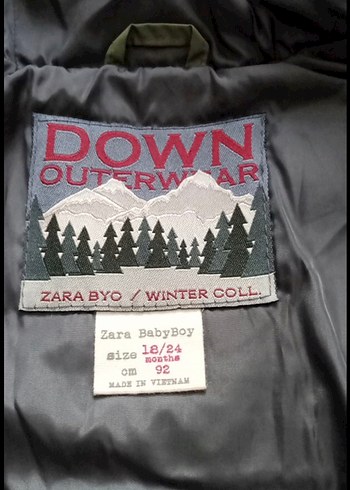 DOWN
OUTERWEAR
ZARA BYO / WINTER COLL.
Zara BabyBoy
size 18/24
months
cm 92
MADE IN VIETNAM